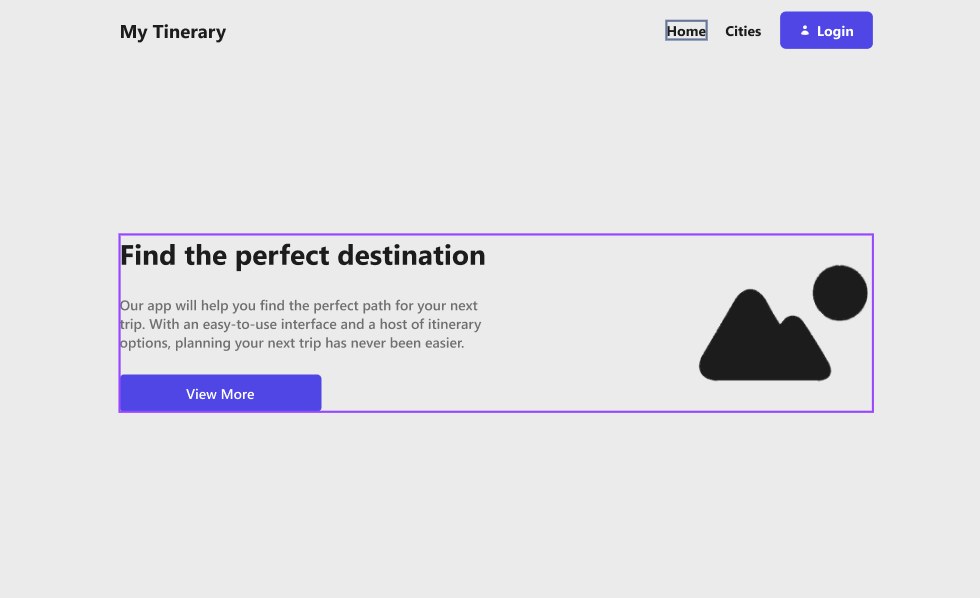 My Tinerary
Home
Cities
Login
Find the perfect destination
Our app will help you find the perfect path for your next
trip. With an easy-to-use interface and a host of itinerary
options, planning your next trip has never been easier.
View More